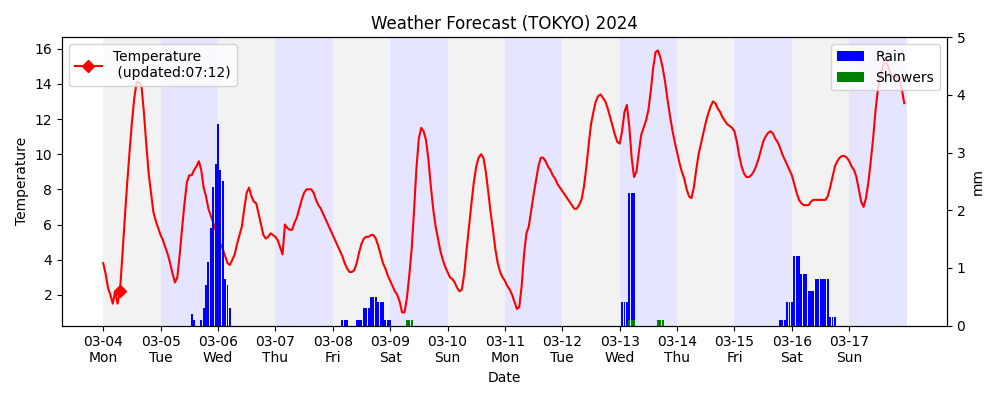 Weather Forecast (TOKYO) 2024
Temperature
(updated:07:12)
Rain
Showers
16
14
12
10
8
6
4
2
Temperature
5
4
3
2
1
0
mm
03-04 03-05 03-06 03-07 03-08 03-09 03-10 03-11 03-12 03-13 03-14 03-15 03-16 03-17
Mon Tue Wed Thu Fri Sat Sun Mon Tue Wed Thu Fri Sat Sun
Date